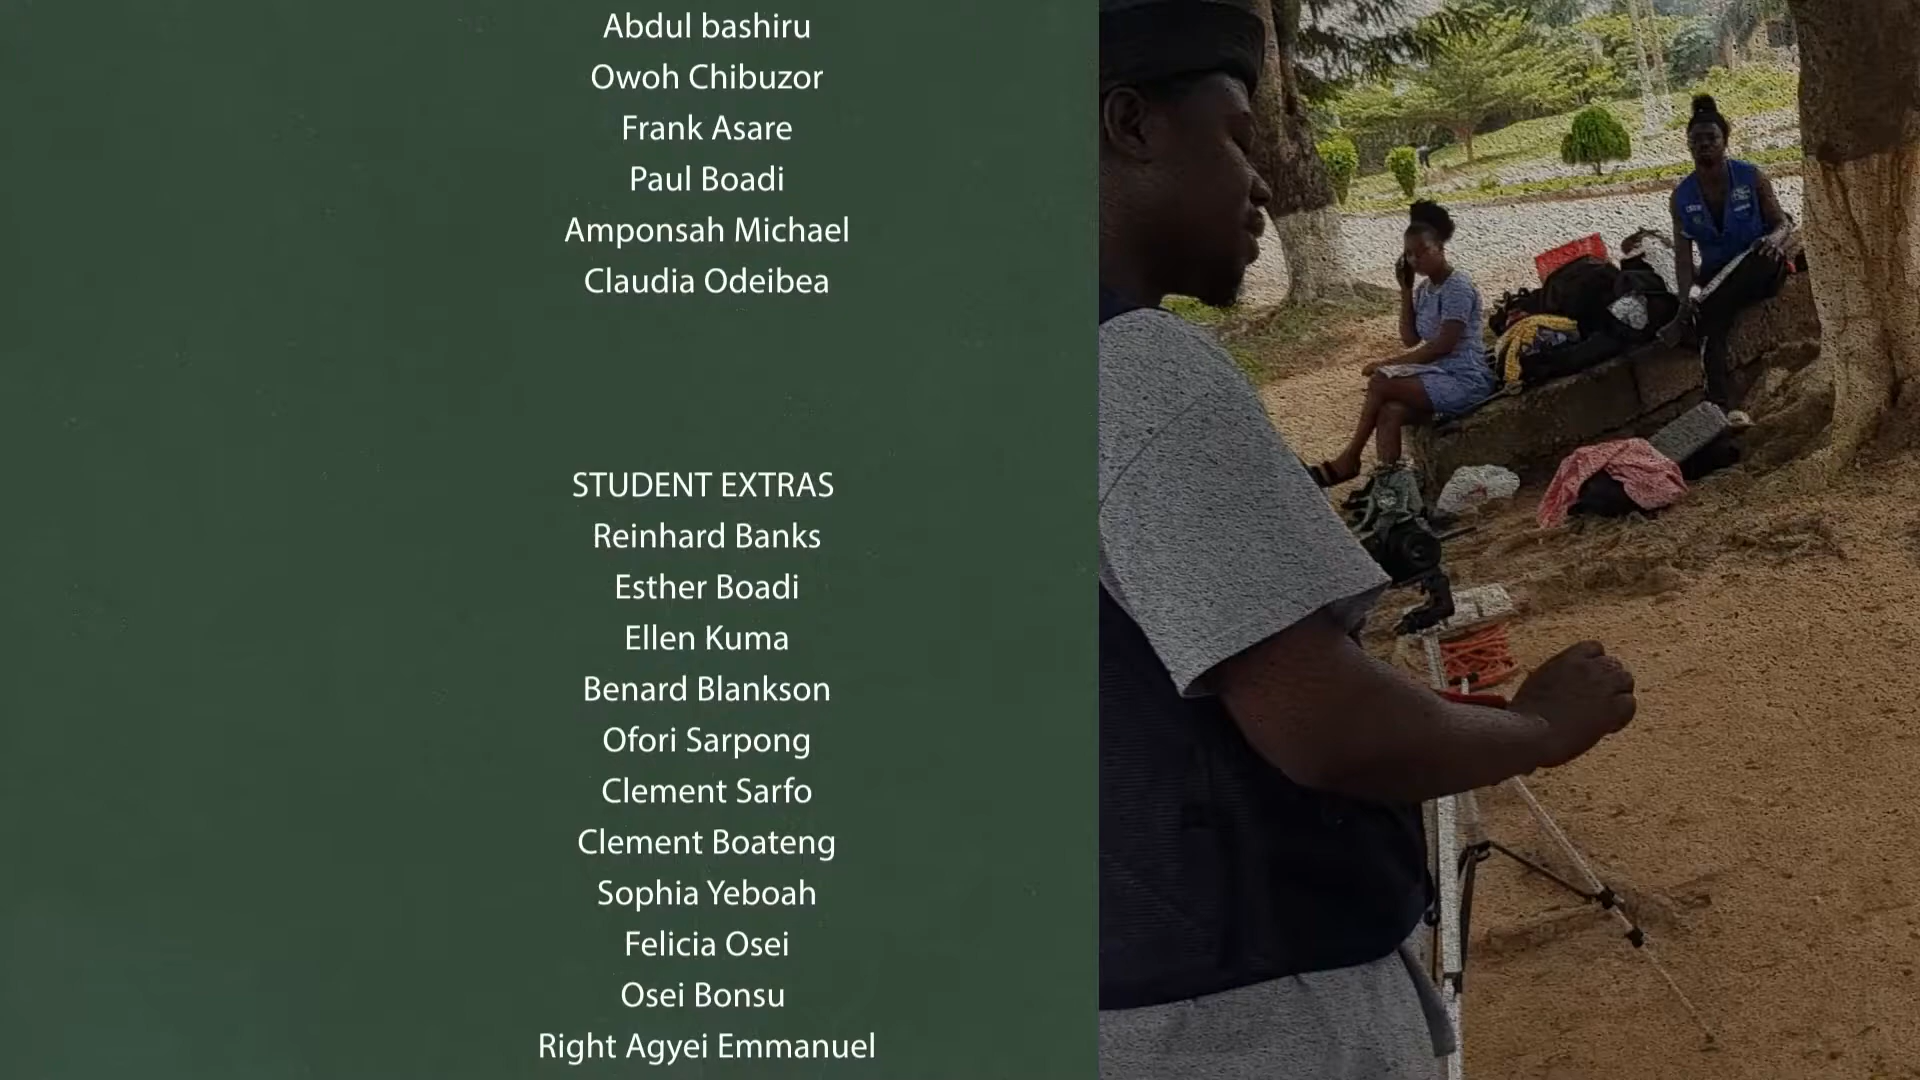 Abdul bashiru
Owoh Chibuzor
Frank Asare
Paul Boadi
Amponsah Michael
Claudia Odeibea
STUDENT EXTRAS
Reinhard Banks
Esther Boadi
Ellen Kuma
Benard Blankson
Ofori Sarpong
Clement Sarfo
Clement Boateng
Sophia Yeboah
Felicia Osei
Osei Bonsu
Right Agyei Emmanuel